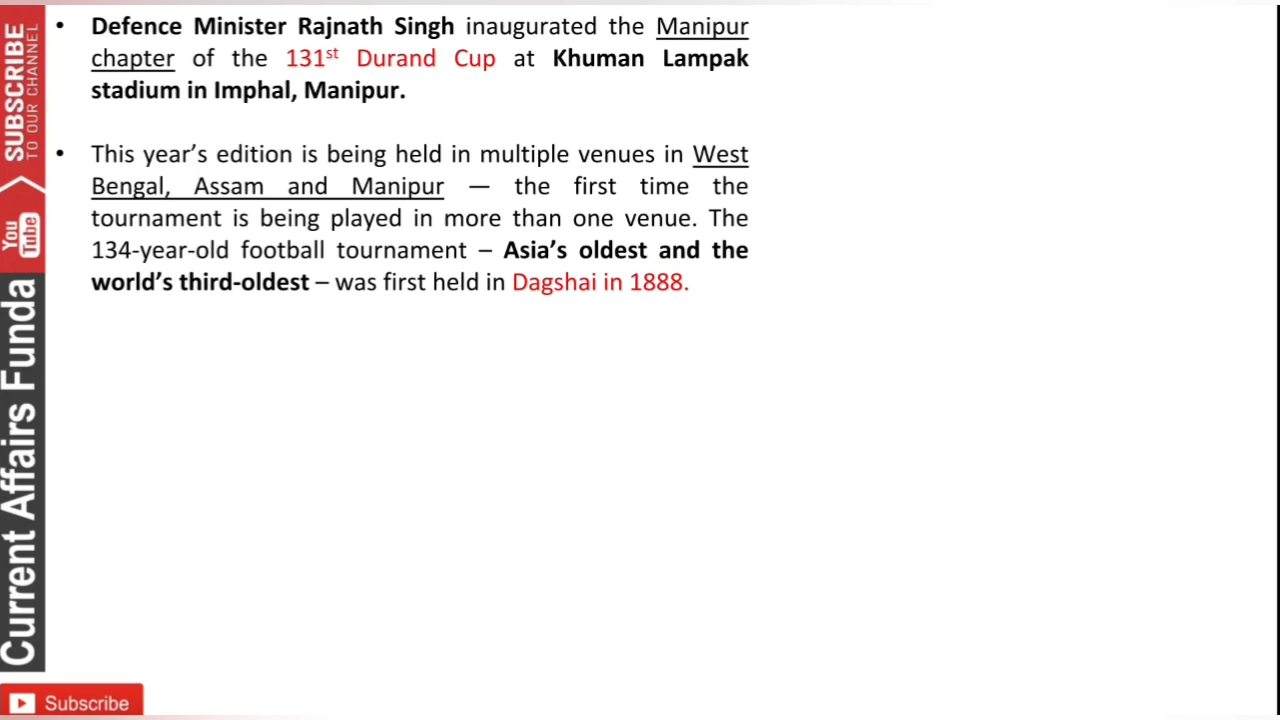 • Defence Minister Rajnath Singh inaugurated the Manipur
chapter of the 131st Durand Cup at Khuman Lampak
stadium in Imphal, Manipur.
• This year’s edition is being held in multiple venues in West
Bengal, Assam and Manipur — the first time the
tournament is being played in more than one venue. The
134-year-old football tournament – Asia’s oldest and the
world’s third-oldest – was first held in Dagshai in 1888.
SUBSCRIBE
TO OUR CHANNEL
You Tube
Current Affairs Funda
Subscribe